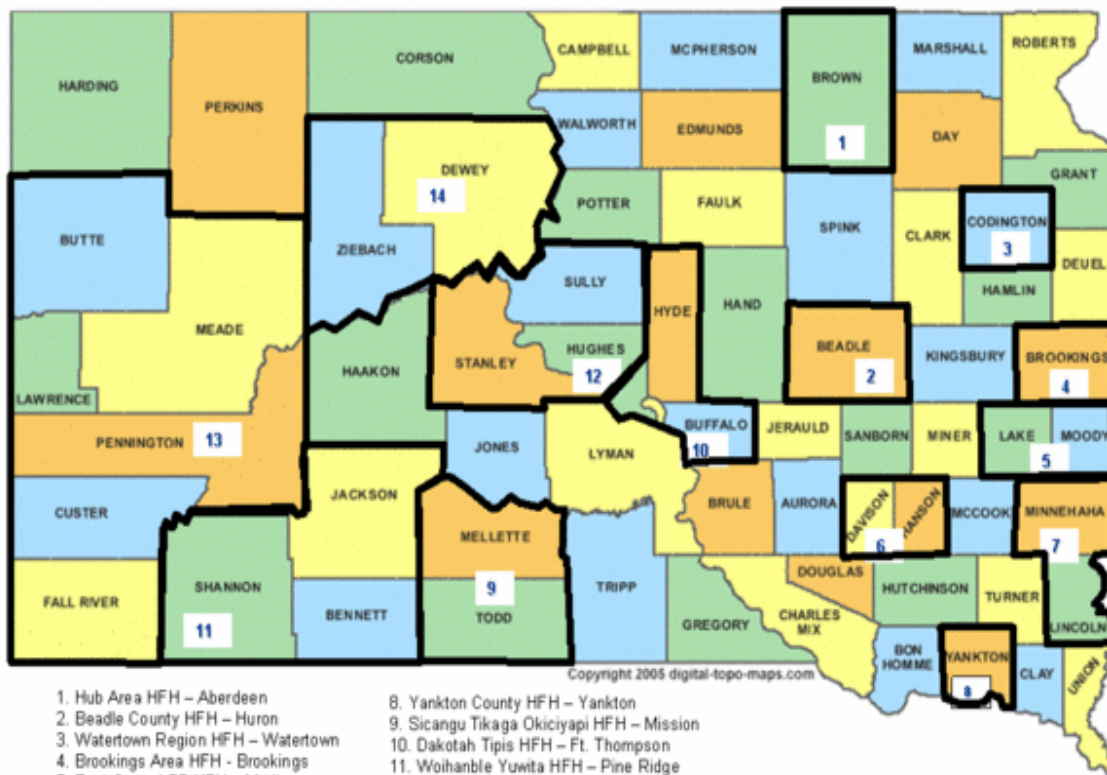 HARDING
PERKINS
CORSON
CAMPBELL
MCPHERSON
BROWN
1
MARSHALL
ROBERTS
WALWORTH
EDMUNDS
DAY
DEWEY
14
ZIEBACH
POTTER
FAULK
SPINK
CLARK
GRANT
CODINGTON
3
DEUEL
HAMLIN
BUTTE
MEADE
SULLY
HYDE
HAND
BEADLE
2
KINGSBURY
BROOKINGS
4
LAWRENCE
HAAKON
STANLEY
HUGHES
12
PENNINGTON
13
JONES
LYMAN
BUFFALO
10
JERAULD
SANBORN
MINER
LAKE
MOODY
5
CUSTER
JACKSON
MELLETTE
9
TODD
BRULE
AURORA
DAVISON
HANSON
6
MCCOOK
MINNEHAHA
7
FALL RIVER
SHANNON
11
BENNETT
TRIPP
GREGORY
DOUGLAS
CHARLES
MIX
HUTCHINSON
TURNER
LINCOLN
BON
HOMME
YANKTON
8
CLAY
UNION
Copyright 2005 digital-topo-maps.com
1. Hub Area HFH – Aberdeen
2. Beadle County HFH – Huron
3. Watertown Region HFH – Watertown
4. Brookings Area HFH - Brookings
8. Yankton County HFH – Yankton
9. Sicangu Tikaga Okiciyapi HFH – Mission
10. Dakotah Tipis HFH – Ft. Thompson
11. Woihanble Yuwita HFH – Pine Ridge